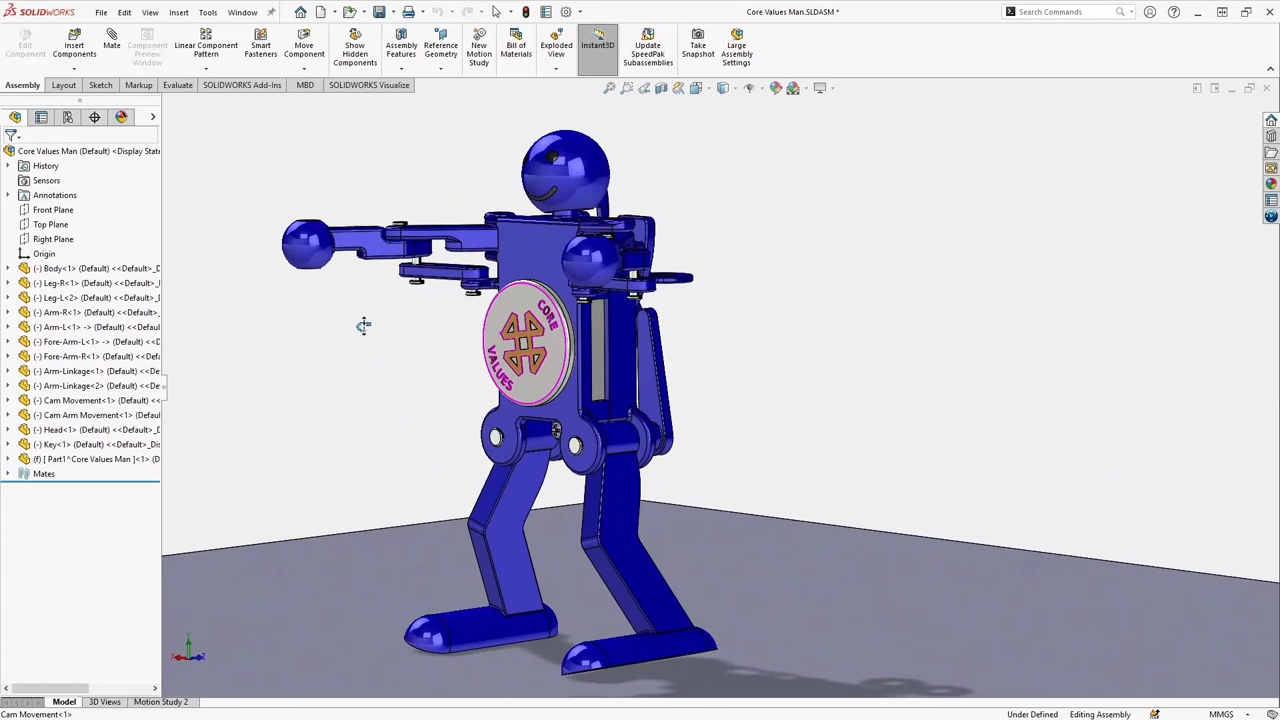 SOLIDWORKS
File Edit View Insert Tools Window
Core Values Man.SLDASM *
Search Commands
Edit Component
Insert Components
Mate
Component Preview Window
Linear Component Pattern
Smart Fasteners
Move Component
Show Hidden Components
Assembly Features
Reference Geometry
New Motion Study
Bill of Materials
Exploded View
Instant3D
Update SpeedPak Subassemblies
Take Snapshot
Large Assembly Settings
Assembly Layout Sketch Markup Evaluate SOLIDWORKS Add-Ins MBD SOLIDWORKS Visualize
Core Values Man (Default) <Display State
History
Sensors
Annotations
Front Plane
Top Plane
Right Plane
Origin
(-) Body<1> (Default) <<Default>_D
(-) Leg-R<1> (Default) <<Default>_
(-) Leg-L<2> (Default) <<Default>_
(-) Arm-R<1> (Default) <<Default>_
(-) Arm-L<1> -> (Default) <<Default
(-) Fore-Arm-L<1> -> (Default) <<D
(-) Fore-Arm-R<1> (Default) <<Defa
(-) Arm-Linkage<1> (Default) <<De
(-) Arm-Linkage<2> (Default) <<De
(-) Cam Movement<1> (Default) <<
(-) Cam Arm Movement<1> (Default
(-) Head<1> (Default) <<Default>_
(-) Key<1> (Default) <<Default>_Dis
(f) [ Part1^Core Values Man ]<1> (D
Mates
CORE
VALUES
Y
X
Z
Model 3D Views Motion Study 2
Cam Movement<1>
Under Defined Editing Assembly MMGS